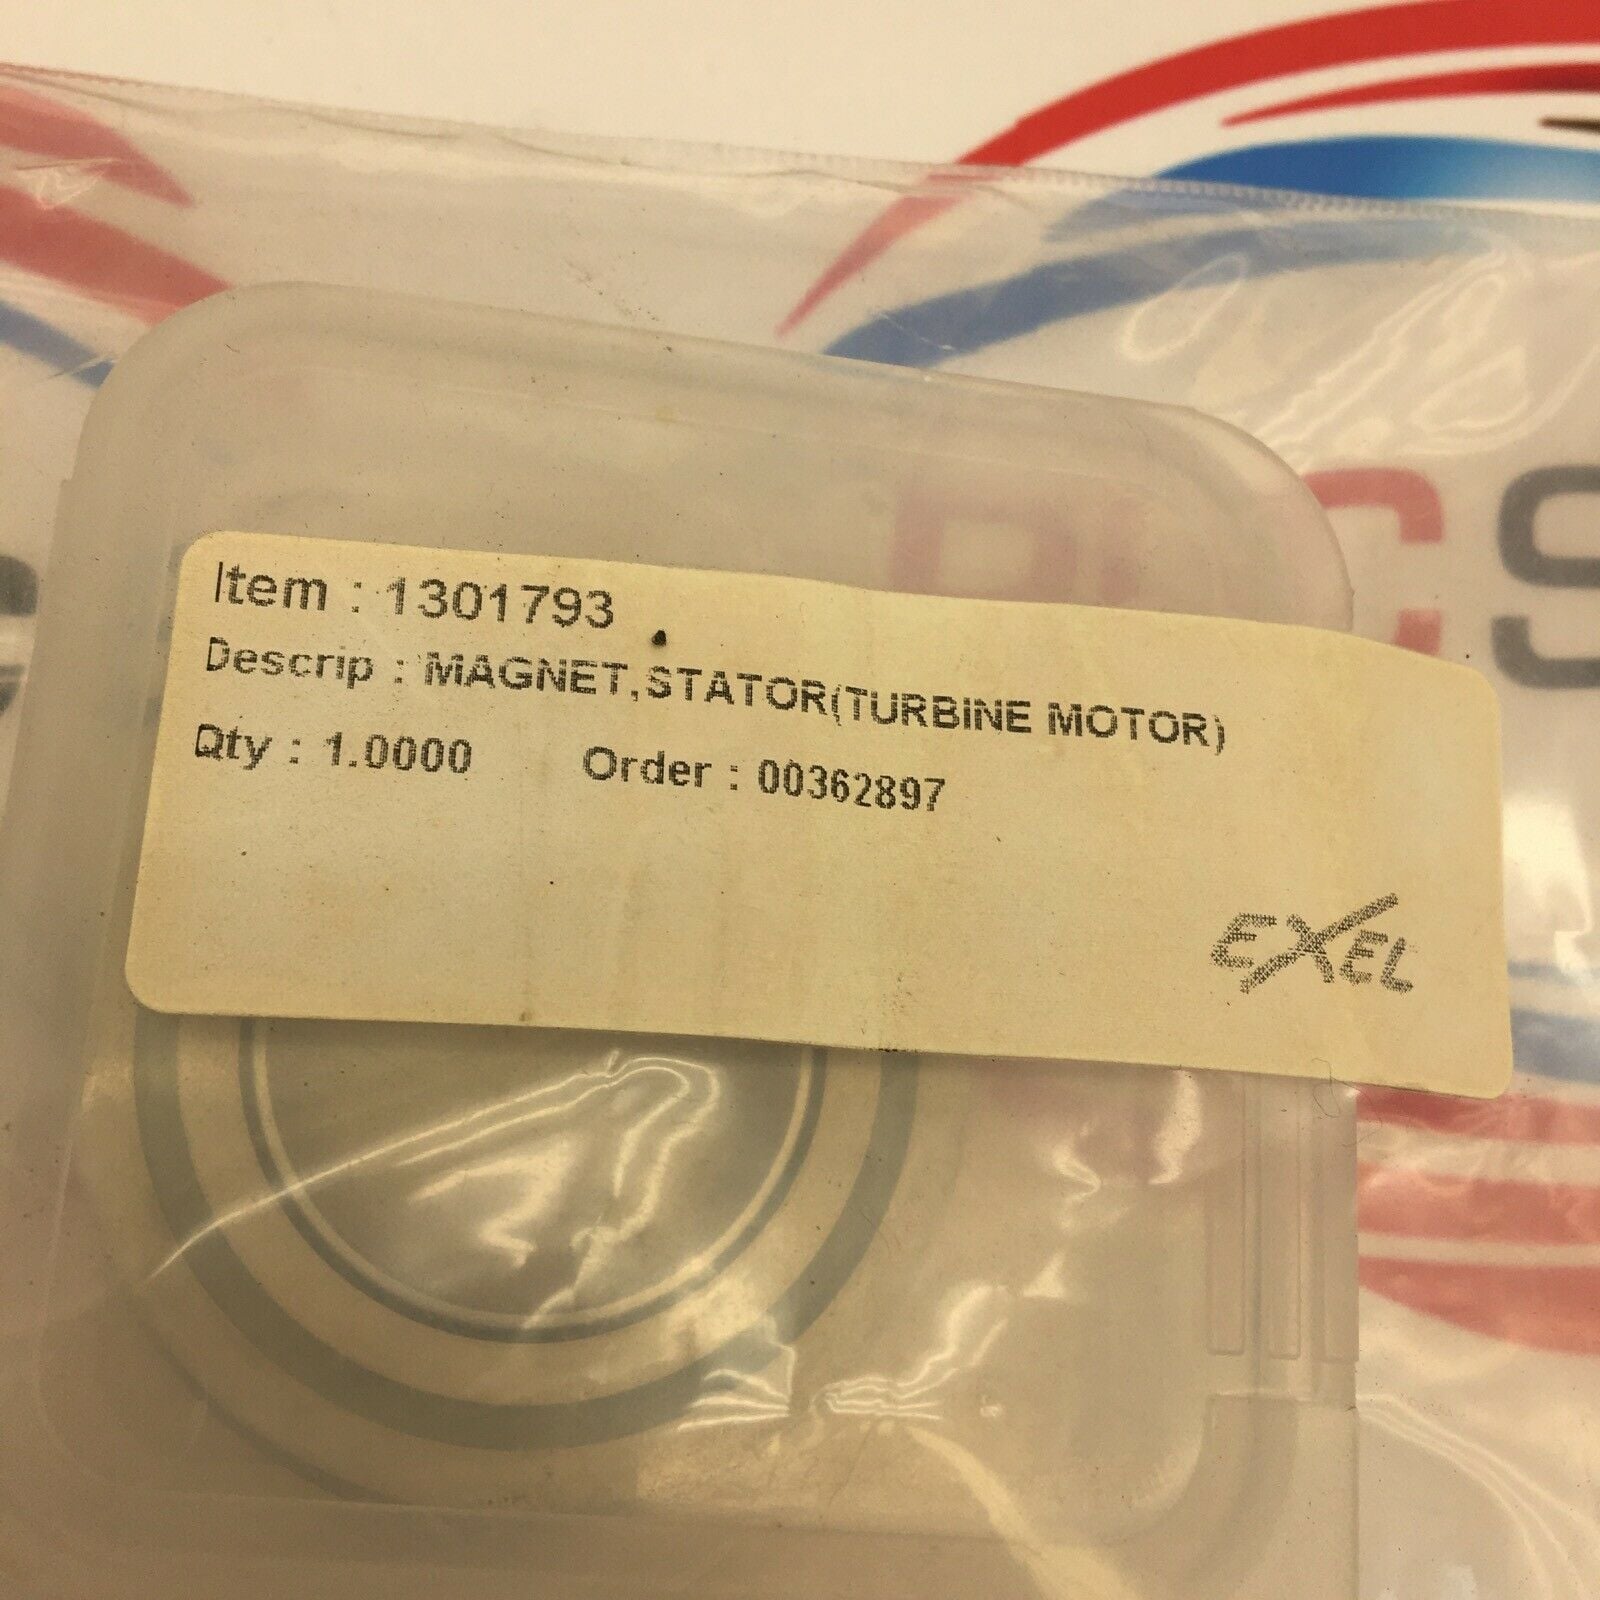 Item : 1301793
Descrip : MAGNET,STATOR(TURBINE MOTOR)
Qty : 1.0000 Order : 00362897
EXEL